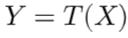 Y = T(X)